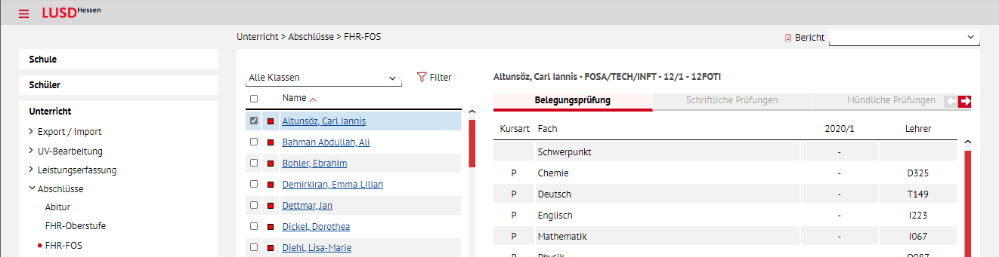 LUSD Hessen
Unterricht > Abschlüsse > FHR-FOS
Bericht
Schule
Schüler
Unterricht
Export / Import
UV-Bearbeitung
Leistungserfassung
Abschlüsse
Abitur
FHR-Oberstufe
FHR-FOS
Alle Klassen
Filter
Name
Altunsöz, Carl Iannis
Bahman Abdullah, Ali
Bohler, Ebrahim
Demirkiran, Emma Lilian
Dettmar, Jan
Dickel, Dorothea
Diehl, Lisa-Marie
Altunsöz, Carl Iannis - FOSA/TECH/INFT - 12/1 - 12FOTI
Belegungsprüfung Schriftliche Prüfungen Mündliche Prüfungen
Kursart Fach 2020/1 Lehrer
Schwerpunkt -
P Chemie - D325
P Deutsch - T149
P Englisch - I223
P Mathematik - I067
P Physik - O087